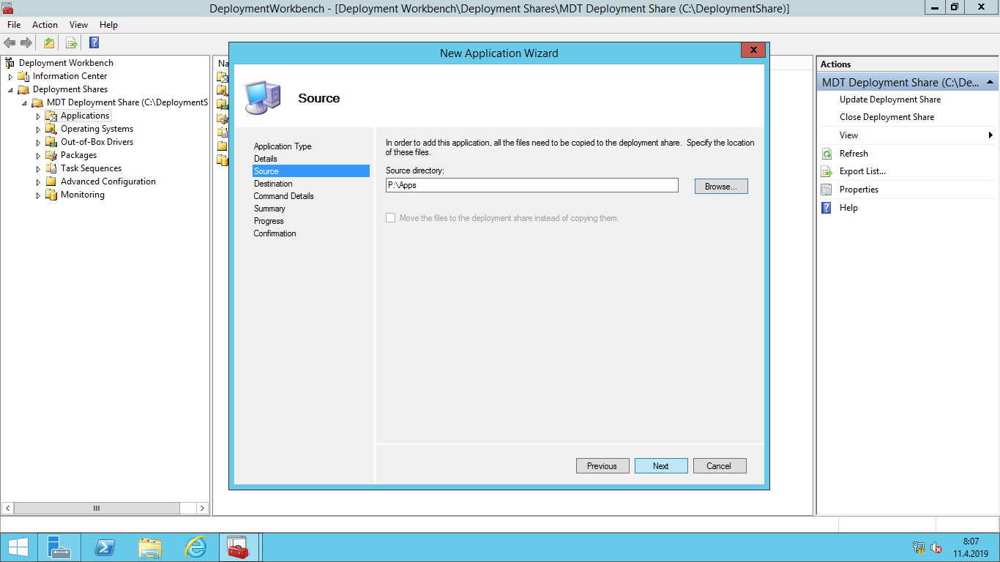 DeploymentWorkbench - [Deployment Workbench\Deployment Shares\MDT Deployment Share (C:\DeploymentShare)]
File Action View Help
Deployment Workbench
Information Center
Deployment Shares
MDT Deployment Share (C:\DeploymentS
Applications
Operating Systems
Out-of-Box Drivers
Packages
Task Sequences
Advanced Configuration
Monitoring
Na
New Application Wizard
Source
Application Type
Details
Source
Destination
Command Details
Summary
Progress
Confirmation
In order to add this application, all the files need to be copied to the deployment share. Specify the location
of these files.
Source directory:
P:\Apps
Browse...
Move the files to the deployment share instead of copying them.
Previous
Next
Cancel
Actions
MDT Deployment Share (C:\De...
Update Deployment Share
Close Deployment Share
View
Refresh
Export List...
Properties
Help
8:07
11.4.2019